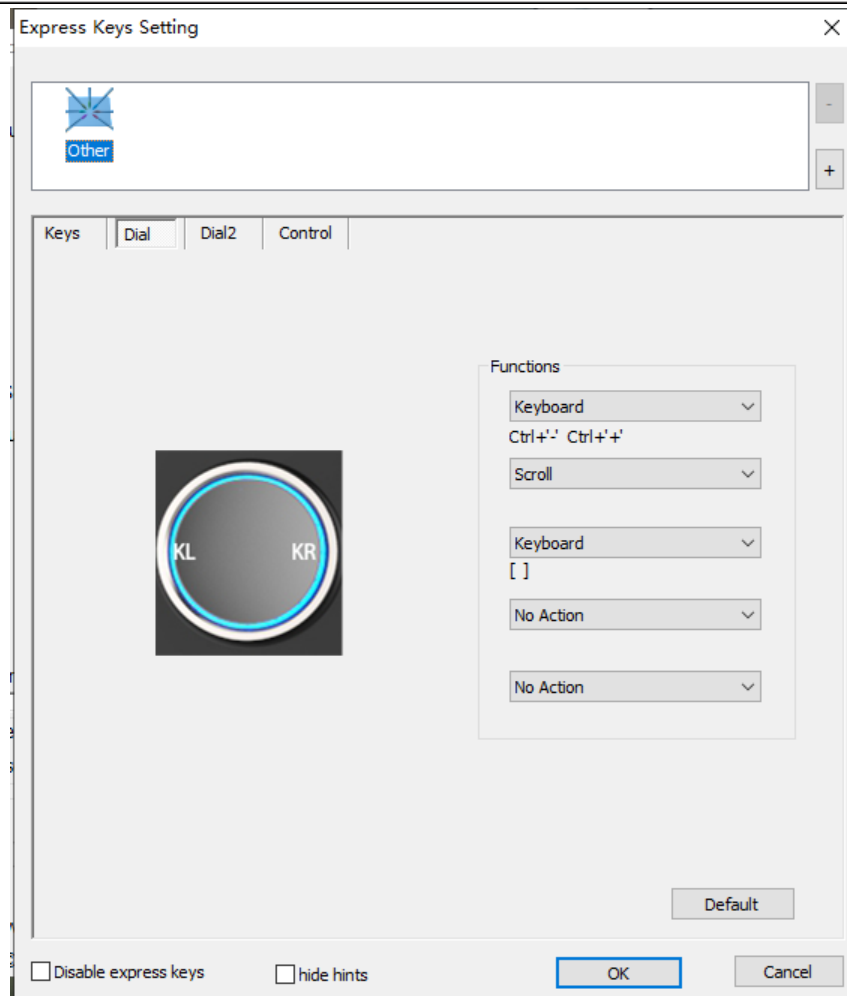 Express Keys Setting
-
Other
+
Keys Dial Dial2 Control
Functions
Keyboard
Ctrl+'-' Ctrl+'+'
Scroll
KL KR
Keyboard
[ ]
No Action
No Action
Default
Disable express keys hide hints OK Cancel